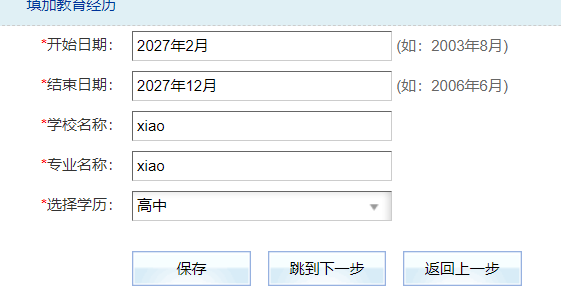 填加教育经历
*开始日期： 2027年2月 (如：2003年8月)
*结束日期： 2027年12月 (如：2006年6月)
*学校名称： xiao
*专业名称： xiao
*选择学历： 高中
保存 跳到下一步 返回上一步